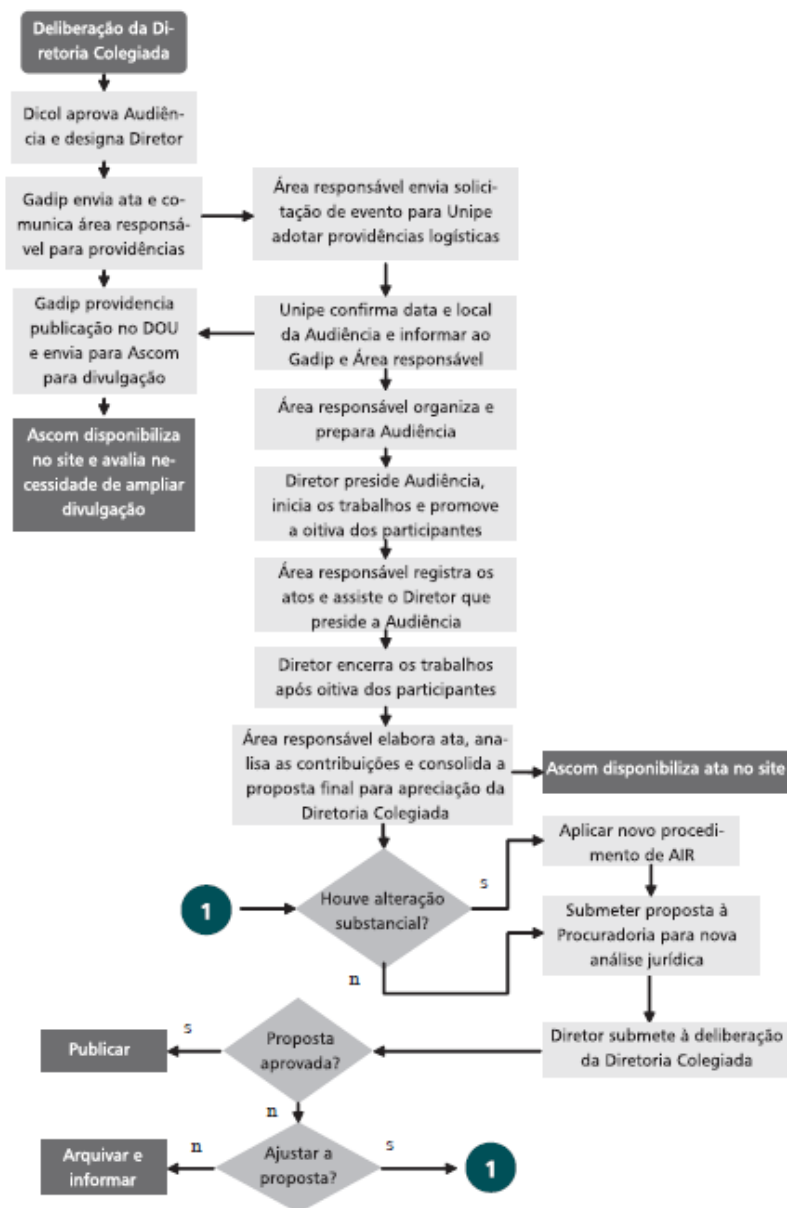 Deliberação da Di-
retoria Colegiada
Dicol aprova Audiên-
cia e designa Diretor
Gadip envia ata e co-
munica área responsá-
vel para providências
Área responsável envia solici-
tação de evento para Unipe
adotar providências logísticas
Gadip providencia
publicação no DOU
e envia para Ascom
para divulgação
Unipe confirma data e local
da Audiência e informar ao
Gadip e Área responsável
Ascom disponibiliza
no site e avalia ne-
cessidade de ampliar
divulgação
Área responsável organiza e
prepara Audiência
Diretor preside Audiência,
inicia os trabalhos e promove
a oitiva dos participantes
Área responsável registra os
atos e assiste o Diretor que
preside a Audiência
Diretor encerra os trabalhos
após oitiva dos participantes
Área responsável elabora ata, ana-
lisa as contribuições e consolida a
proposta final para apreciação da
Diretoria Colegiada
Ascom disponibiliza ata no site
Aplicar novo procedi-
mento de AIR
1
Houve alteração
substancial?
s
n
Submeter proposta à
Procuradoria para nova
análise jurídica
Diretor submete à deliberação
da Diretoria Colegiada
Proposta
aprovada?
s
Publicar
n
Ajustar a
proposta?
n
Arquivar e
informar
s
1